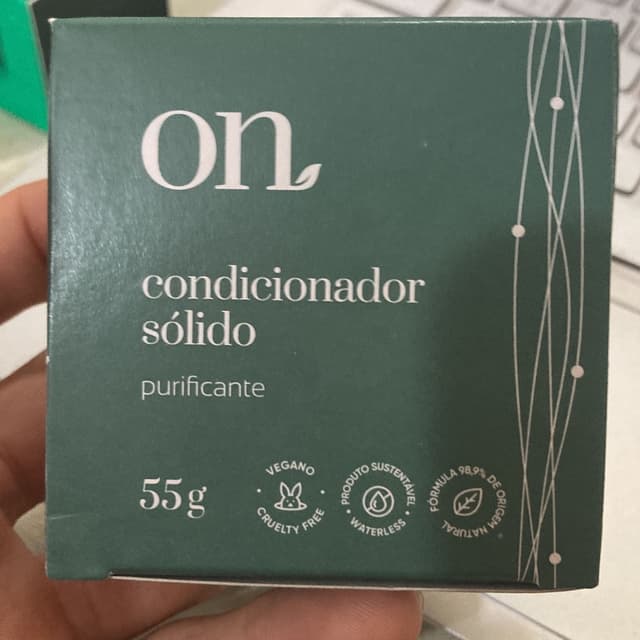 on
condicionador
sólido
purificante
55g
VEGANO
CRUELTY FREE
PRODUTO SUSTENTÁVEL
WATERLESS
FÓRMULA 98,9% DE ORIGEM NATURAL